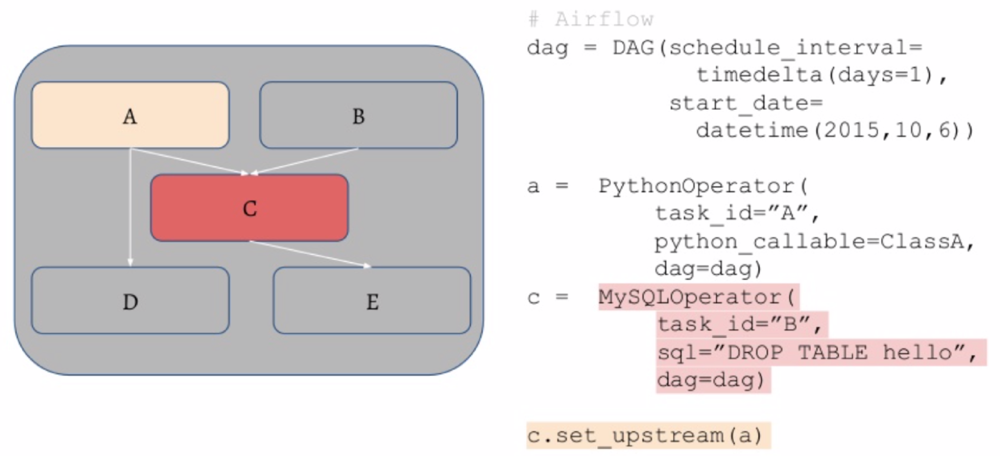 A
B
C
D
E
# Airflow
dag = DAG(schedule_interval=
timedelta(days=1),
start_date=
datetime(2015,10,6))
a = PythonOperator(
task_id=”A”,
python_callable=ClassA,
dag=dag)
c = MySQLOperator(
task_id=”B”,
sql=”DROP TABLE hello”,
dag=dag)
c.set_upstream(a)